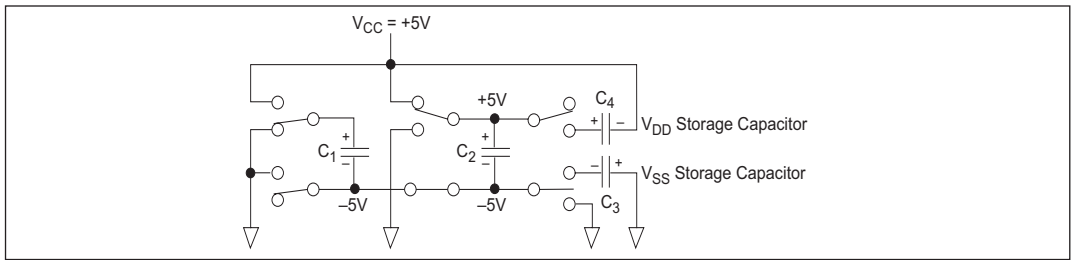 V_CC = +5V
+5V
C_4
+ –
V_DD Storage Capacitor
+
C_1
–
+
C_2
–
– +
V_SS Storage Capacitor
C_3
–5V
–5V